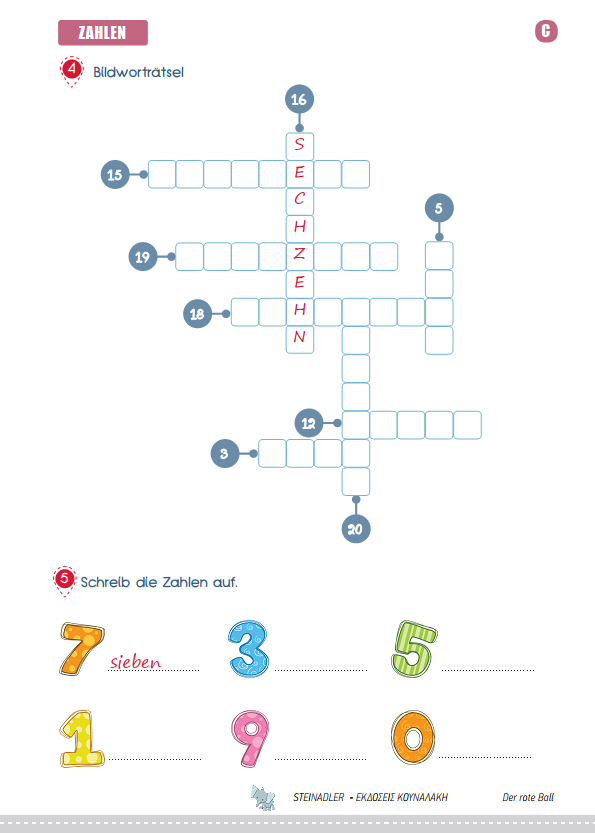 ZAHLEN
C
4 Bildworträtsel
16
S
15
E
C
5
H
19
Z
E
18
H
N
12
3
20
5 Schreib die Zahlen auf.
7 sieben 3 5
1 9 0
STEINADLER • ΕΚΔΟΣΕΙΣ ΚΟΥΝΑΛΑΚΗ Der rote Ball